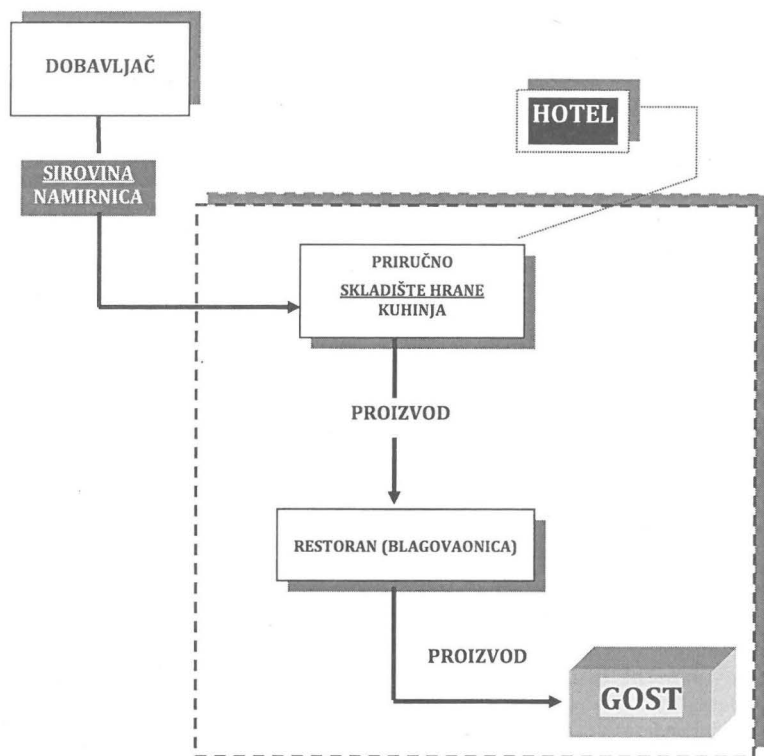 DOBAVLJAČ
HOTEL
SIROVINA
NAMIRNICA
PRIRUČNO
SKLADIŠTE HRANE
KUHINJA
PROIZVOD
RESTORAN (BLAGOVAONICA)
PROIZVOD
GOST